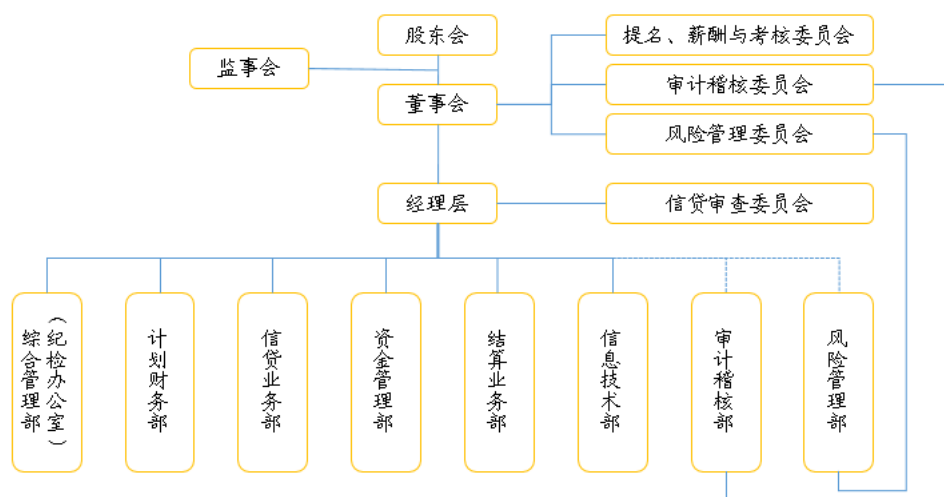 股东会
监事会
董事会
提名、薪酬与考核委员会
审计稽核委员会
风险管理委员会
经理层
信贷审查委员会
综合管理部
（纪检办公室）
计划财务部
信贷业务部
资金管理部
结算业务部
信息技术部
审计稽核部
风险管理部